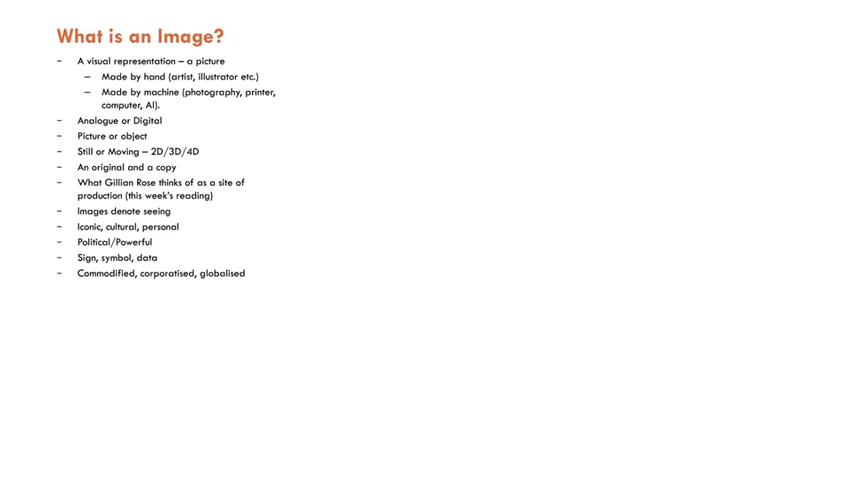 What is an Image?
– A visual representation – a picture
– Made by hand (artist, illustrator etc.)
– Made by machine (photography, printer,
computer, AI).
– Analogue or Digital
– Picture or object
– Still or Moving – 2D/3D/4D
– An original and a copy
– What Gillian Rose thinks of as a site of
production (this week's reading)
– Images denote seeing
– Iconic, cultural, personal
– Political/Powerful
– Sign, symbol, data
– Commodified, corporatised, globalised